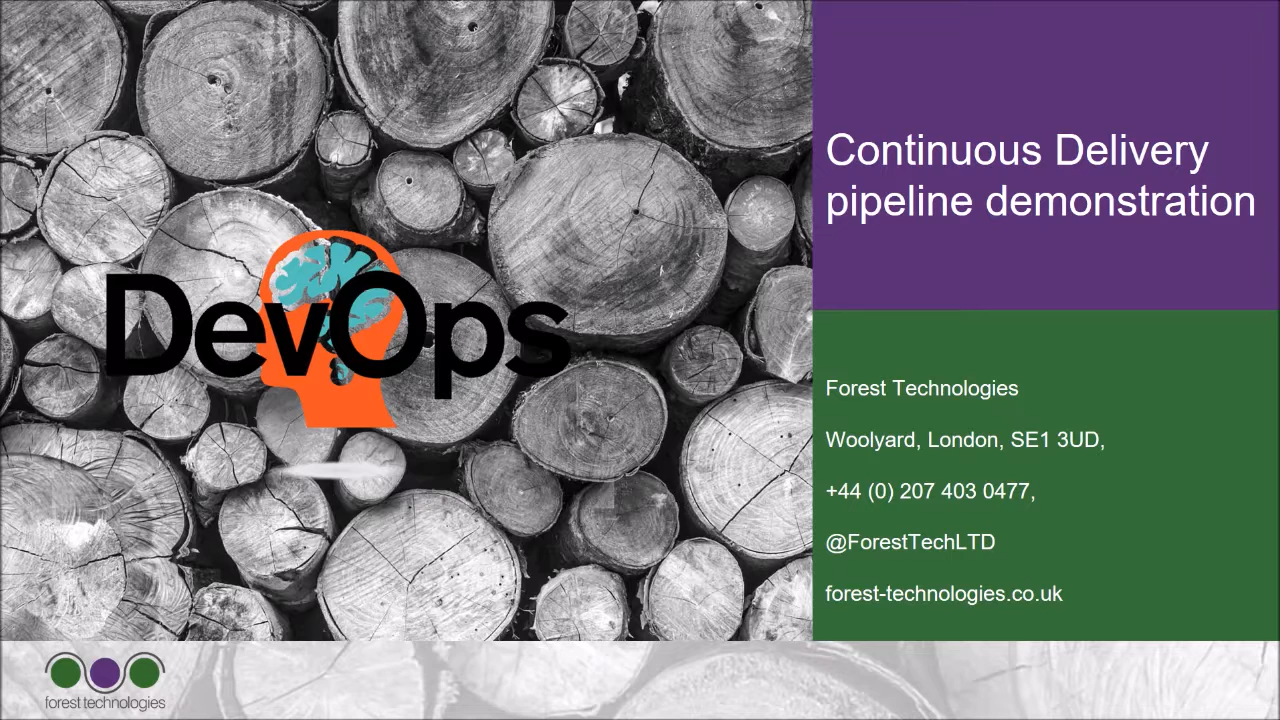 Continuous Delivery
pipeline demonstration
DevOps
Forest Technologies
Woolyard, London, SE1 3UD,
+44 (0) 207 403 0477,
@ForestTechLTD
forest-technologies.co.uk
forest technologies